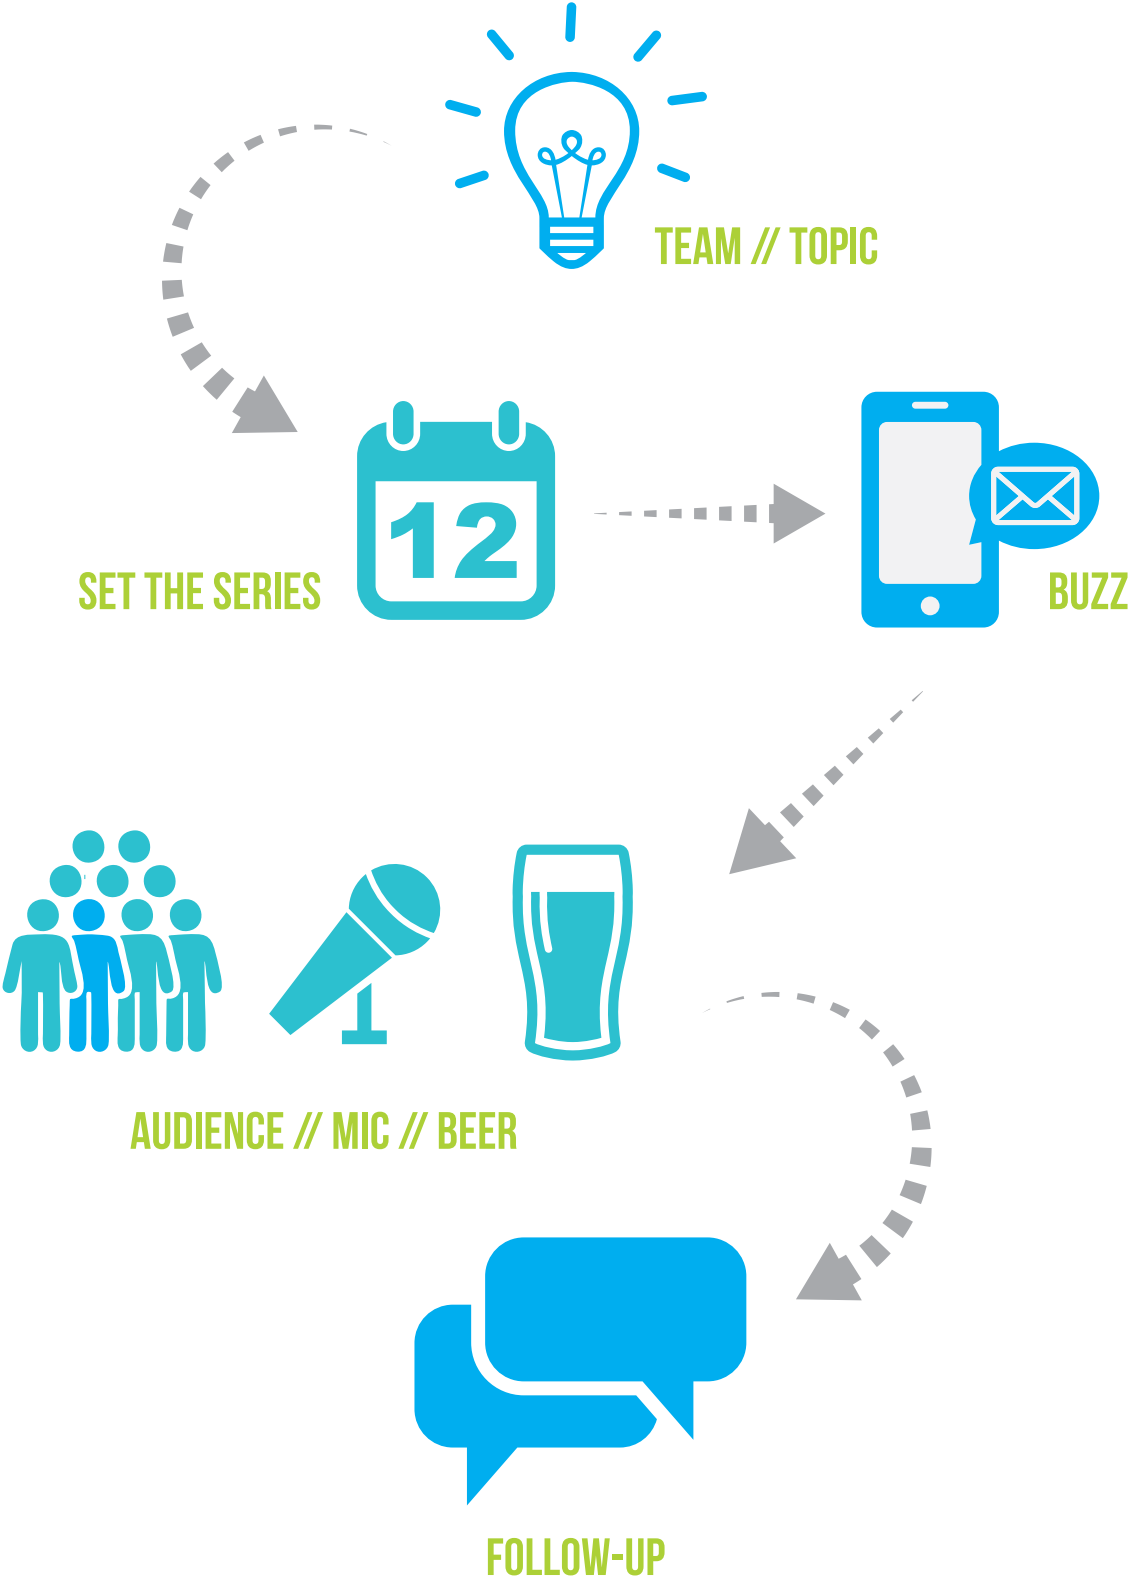 TEAM // TOPIC
12
SET THE SERIES
BUZZ
AUDIENCE // MIC // BEER
FOLLOW-UP